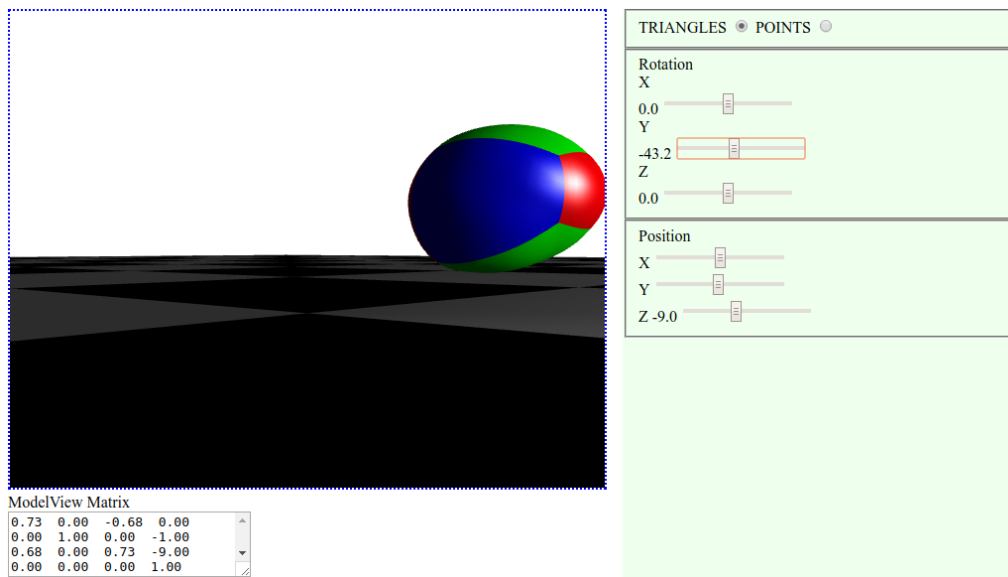 TRIANGLES POINTS
Rotation
X
0.0
Y
-43.2
Z
0.0
Position
X
Y
Z -9.0
ModelView Matrix
0.73 0.00 -0.68 0.00
0.00 1.00 0.00 -1.00
0.68 0.00 0.73 -9.00
0.00 0.00 0.00 1.00